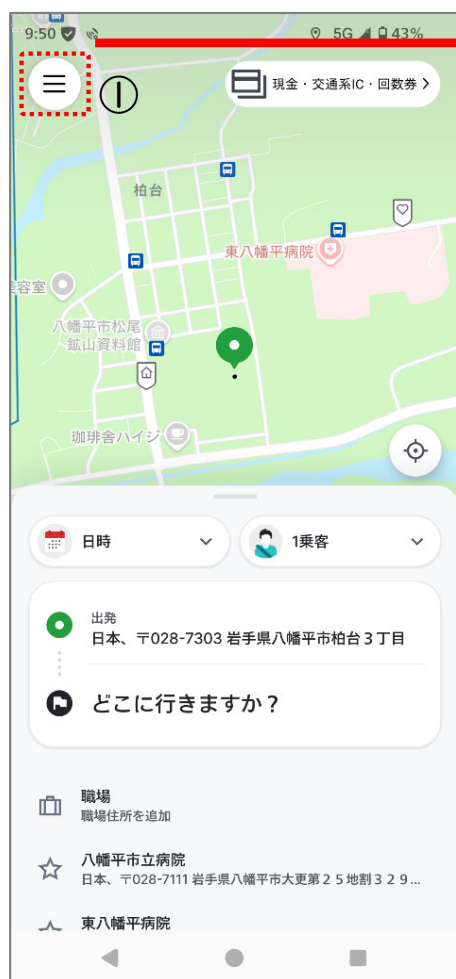 9:50
5G 43%
①
現金・交通系IC・回数券
柏台
東八幡平病院
容室
八幡平市松尾
鉱山資料館
珈琲舎ハイジ
日時
1乗客
出発
日本、〒028-7303 岩手県八幡平市柏台３丁目
どこに行きますか？
職場
職場住所を追加
八幡平市立病院
日本、〒028-7111 岩手県八幡平市大更第２５地割３２９...
東八幡平病院